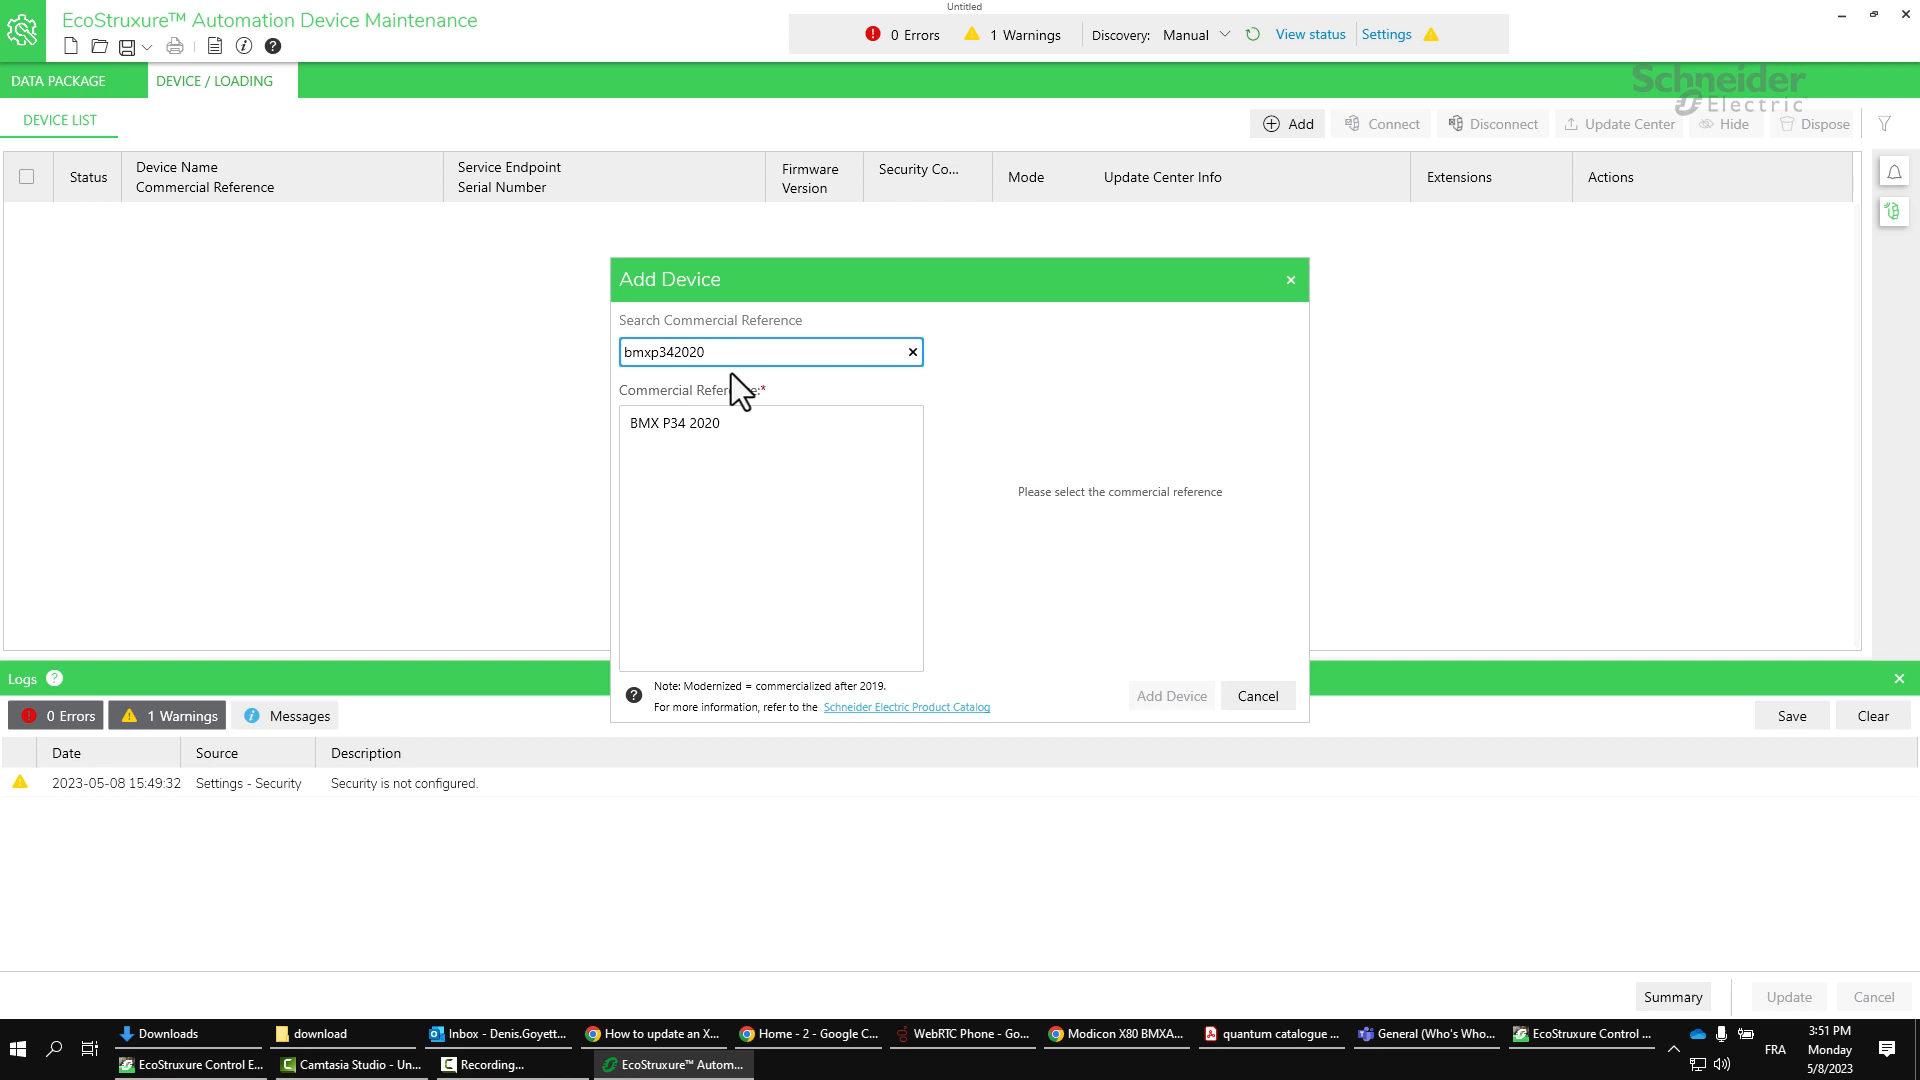 Untitled
EcoStruxure™ Automation Device Maintenance
0 Errors
1 Warnings
Discovery: Manual
View status
Settings
DATA PACKAGE
DEVICE / LOADING
Schneider
Electric
DEVICE LIST
Add
Connect
Disconnect
Update Center
Hide
Dispose
Status
Device Name
Commercial Reference
Service Endpoint
Serial Number
Firmware
Version
Security Co...
Mode
Update Center Info
Extensions
Actions
Add Device
Search Commercial Reference
bmxp342020
Commercial Refer e:*
BMX P34 2020
Please select the commercial reference
Note: Modernized = commercialized after 2019.
For more information, refer to the Schneider Electric Product Catalog
Add Device
Cancel
Logs
0 Errors
1 Warnings
Messages
Save
Clear
Date
Source
Description
2023-05-08 15:49:32
Settings - Security
Security is not configured.
Summary
Update
Cancel
Downloads
download
Inbox - Denis.Goyett...
How to update an X...
Home - 2 - Google C...
WebRTC Phone - Go...
Modicon X80 BMXA...
quantum catalogue ...
General (Who's Who...
EcoStruxure Control ...
EcoStruxure Control E...
Camtasia Studio - Un...
Recording...
EcoStruxure™ Autom...
FRA
3:51 PM
Monday
5/8/2023